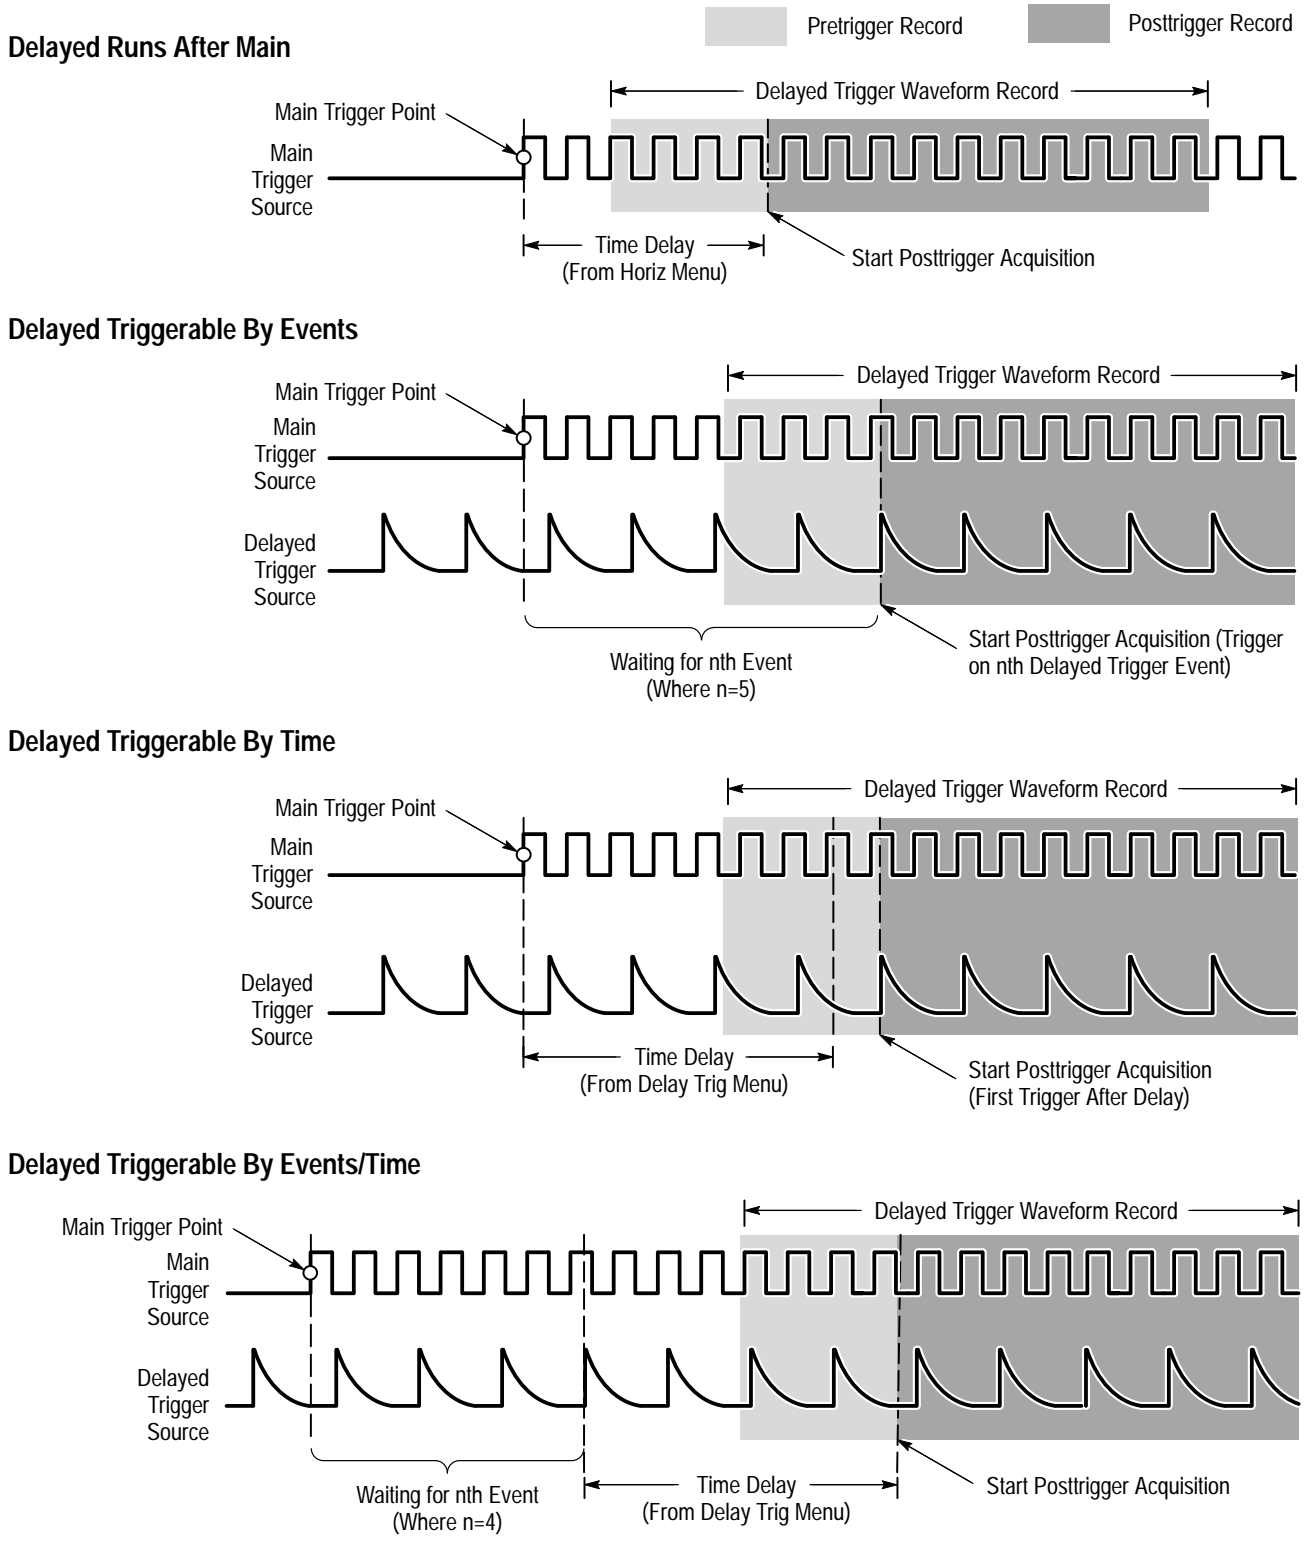 Pretrigger Record
Posttrigger Record
Delayed Runs After Main
Delayed Trigger Waveform Record
Main Trigger Point
Main
Trigger
Source
Time Delay
(From Horiz Menu)
Start Posttrigger Acquisition
Delayed Triggerable By Events
Delayed Trigger Waveform Record
Main Trigger Point
Main
Trigger
Source
Delayed
Trigger
Source
Waiting for nth Event
(Where n=5)
Start Posttrigger Acquisition (Trigger
on nth Delayed Trigger Event)
Delayed Triggerable By Time
Delayed Trigger Waveform Record
Main Trigger Point
Main
Trigger
Source
Delayed
Trigger
Source
Time Delay
(From Delay Trig Menu)
Start Posttrigger Acquisition
(First Trigger After Delay)
Delayed Triggerable By Events/Time
Delayed Trigger Waveform Record
Main Trigger Point
Main
Trigger
Source
Delayed
Trigger
Source
Waiting for nth Event
(Where n=4)
Time Delay
(From Delay Trig Menu)
Start Posttrigger Acquisition